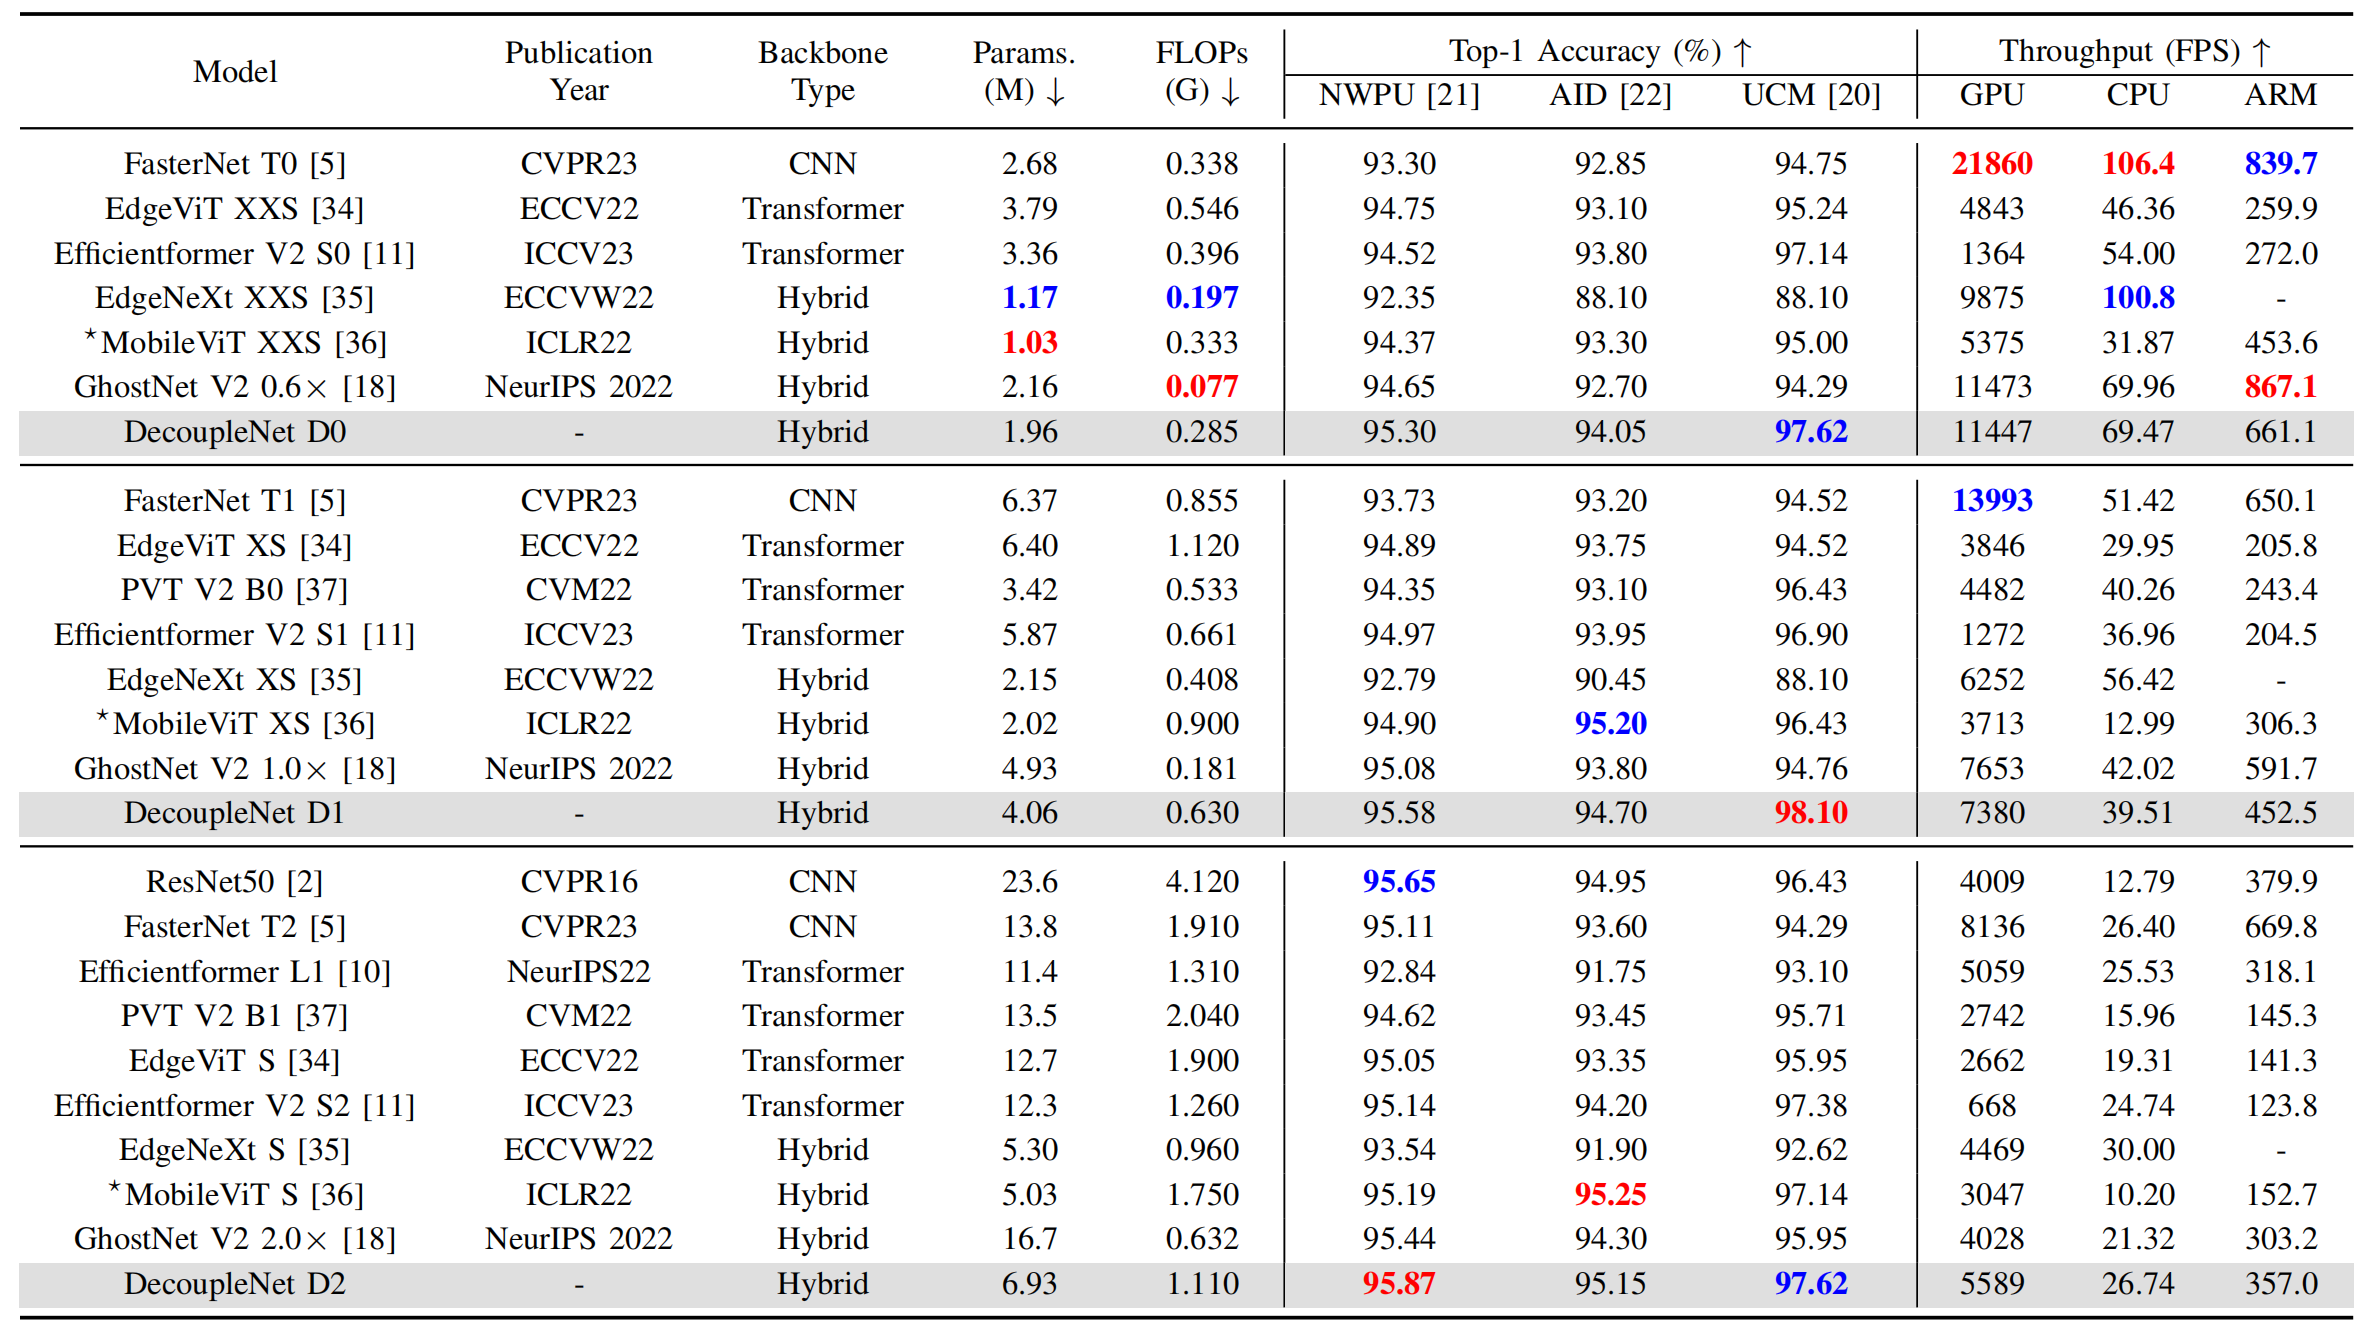 Model Publication Year Backbone Type Params. (M) ↓ FLOPs (G) ↓ Top-1 Accuracy (%) ↑ Throughput (FPS) ↑
NWPU [21] AID [22] UCM [20] GPU CPU ARM
FasterNet T0 [5] CVPR23 CNN 2.68 0.338 93.30 92.85 94.75 21860 106.4 839.7
EdgeViT XXS [34] ECCV22 Transformer 3.79 0.546 94.75 93.10 95.24 4843 46.36 259.9
Efficientformer V2 S0 [11] ICCV23 Transformer 3.36 0.396 94.52 93.80 97.14 1364 54.00 272.0
EdgeNeXt XXS [35] ECCVW22 Hybrid 1.17 0.197 92.35 88.10 88.10 9875 100.8 -
*MobileViT XXS [36] ICLR22 Hybrid 1.03 0.333 94.37 93.30 95.00 5375 31.87 453.6
GhostNet V2 0.6× [18] NeurIPS 2022 Hybrid 2.16 0.077 94.65 92.70 94.29 11473 69.96 867.1
DecoupleNet D0 - Hybrid 1.96 0.285 95.30 94.05 97.62 11447 69.47 661.1
FasterNet T1 [5] CVPR23 CNN 6.37 0.855 93.73 93.20 94.52 13993 51.42 650.1
EdgeViT XS [34] ECCV22 Transformer 6.40 1.120 94.89 93.75 94.52 3846 29.95 205.8
PVT V2 B0 [37] CVM22 Transformer 3.42 0.533 94.35 93.10 96.43 4482 40.26 243.4
Efficientformer V2 S1 [11] ICCV23 Transformer 5.87 0.661 94.97 93.95 96.90 1272 36.96 204.5
EdgeNeXt XS [35] ECCVW22 Hybrid 2.15 0.408 92.79 90.45 88.10 6252 56.42 -
*MobileViT XS [36] ICLR22 Hybrid 2.02 0.900 94.90 95.20 96.43 3713 12.99 306.3
GhostNet V2 1.0× [18] NeurIPS 2022 Hybrid 4.93 0.181 95.08 93.80 94.76 7653 42.02 591.7
DecoupleNet D1 - Hybrid 4.06 0.630 95.58 94.70 98.10 7380 39.51 452.5
ResNet50 [2] CVPR16 CNN 23.6 4.120 95.65 94.95 96.43 4009 12.79 379.9
FasterNet T2 [5] CVPR23 CNN 13.8 1.910 95.11 93.60 94.29 8136 26.40 669.8
Efficientformer L1 [10] NeurIPS22 Transformer 11.4 1.310 92.84 91.75 93.10 5059 25.53 318.1
PVT V2 B1 [37] CVM22 Transformer 13.5 2.040 94.62 93.45 95.71 2742 15.96 145.3
EdgeViT S [34] ECCV22 Transformer 12.7 1.900 95.05 93.35 95.95 2662 19.31 141.3
Efficientformer V2 S2 [11] ICCV23 Transformer 12.3 1.260 95.14 94.20 97.38 668 24.74 123.8
EdgeNeXt S [35] ECCVW22 Hybrid 5.30 0.960 93.54 91.90 92.62 4469 30.00 -
*MobileViT S [36] ICLR22 Hybrid 5.03 1.750 95.19 95.25 97.14 3047 10.20 152.7
GhostNet V2 2.0× [18] NeurIPS 2022 Hybrid 16.7 0.632 95.44 94.30 95.95 4028 21.32 303.2
DecoupleNet D2 - Hybrid 6.93 1.110 95.87 95.15 97.62 5589 26.74 357.0